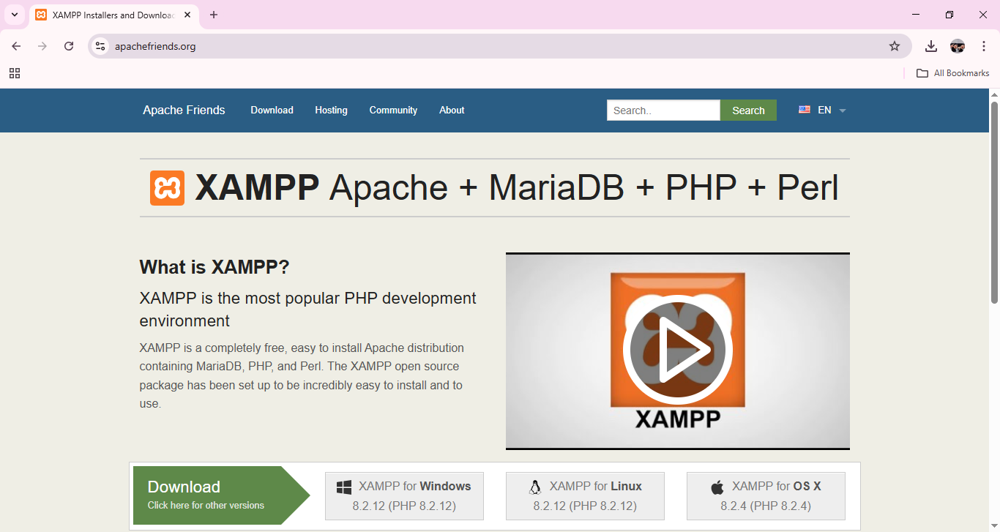 XAMPP Installers and Downloa
apachefriends.org
All Bookmarks
Apache Friends Download Hosting Community About Search.. Search EN
XAMPP Apache + MariaDB + PHP + Perl
What is XAMPP?
XAMPP is the most popular PHP development
environment
XAMPP is a completely free, easy to install Apache distribution
containing MariaDB, PHP, and Perl. The XAMPP open source
package has been set up to be incredibly easy to install and to
use.
XAMPP
Download
Click here for other versions
XAMPP for Windows
8.2.12 (PHP 8.2.12)
XAMPP for Linux
8.2.12 (PHP 8.2.12)
XAMPP for OS X
8.2.4 (PHP 8.2.4)